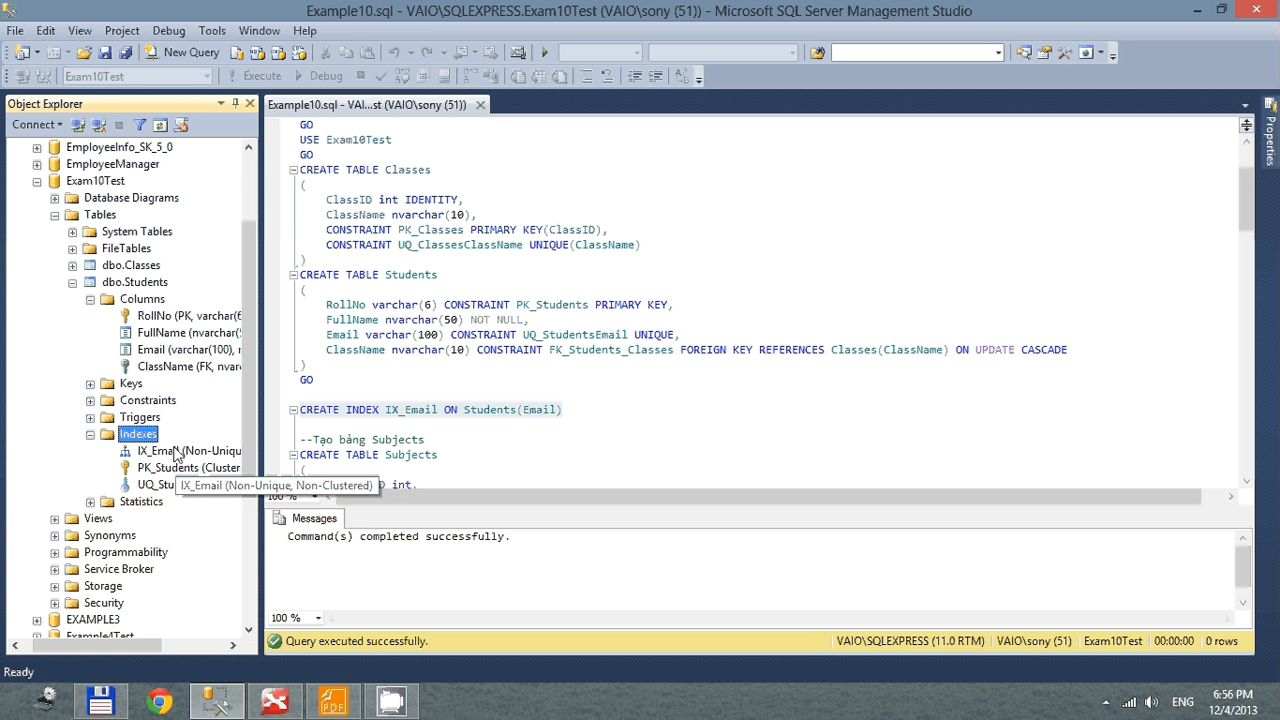 Example10.sql - VAIO\SQLEXPRESS.Exam10Test (VAIO\sony (51)) - Microsoft SQL Server Management Studio
File Edit View Project Debug Tools Window Help
New Query
Exam10Test Execute Debug
Object Explorer
Connect
EmployeeInfo_SK_5_0
EmployeeManager
Exam10Test
Database Diagrams
Tables
System Tables
FileTables
dbo.Classes
dbo.Students
Columns
RollNo (PK, varchar(6
FullName (nvarchar(5
Email (varchar(100),
ClassName (FK, nvar
Keys
Constraints
Triggers
Indexes
IX_Email (Non-Uniqu
PK_Students (Cluster
UQ_Stu
IX_Email (Non-Unique, Non-Clustered)
Statistics
Views
Synonyms
Programmability
Service Broker
Storage
Security
EXAMPLE3
Example4Test
Example10.sql - VAI...st (VAIO\sony (51))
GO
USE Exam10Test
GO
CREATE TABLE Classes
(
ClassID int IDENTITY,
ClassName nvarchar(10),
CONSTRAINT PK_Classes PRIMARY KEY(ClassID),
CONSTRAINT UQ_ClassesClassName UNIQUE(ClassName)
)
CREATE TABLE Students
(
RollNo varchar(6) CONSTRAINT PK_Students PRIMARY KEY,
FullName nvarchar(50) NOT NULL,
Email varchar(100) CONSTRAINT UQ_StudentsEmail UNIQUE,
ClassName nvarchar(10) CONSTRAINT FK_Students_Classes FOREIGN KEY REFERENCES Classes(ClassName) ON UPDATE CASCADE
)
GO
CREATE INDEX IX_Email ON Students(Email)
--Tạo bảng Subjects
CREATE TABLE Subjects
(
D int,
100 %
Messages
Command(s) completed successfully.
100 %
Query executed successfully. VAIO\SQLEXPRESS (11.0 RTM) VAIO\sony (51) Exam10Test 00:00:00 0 rows
Properties
Ready
PDF
ENG
6:56 PM
12/4/2013